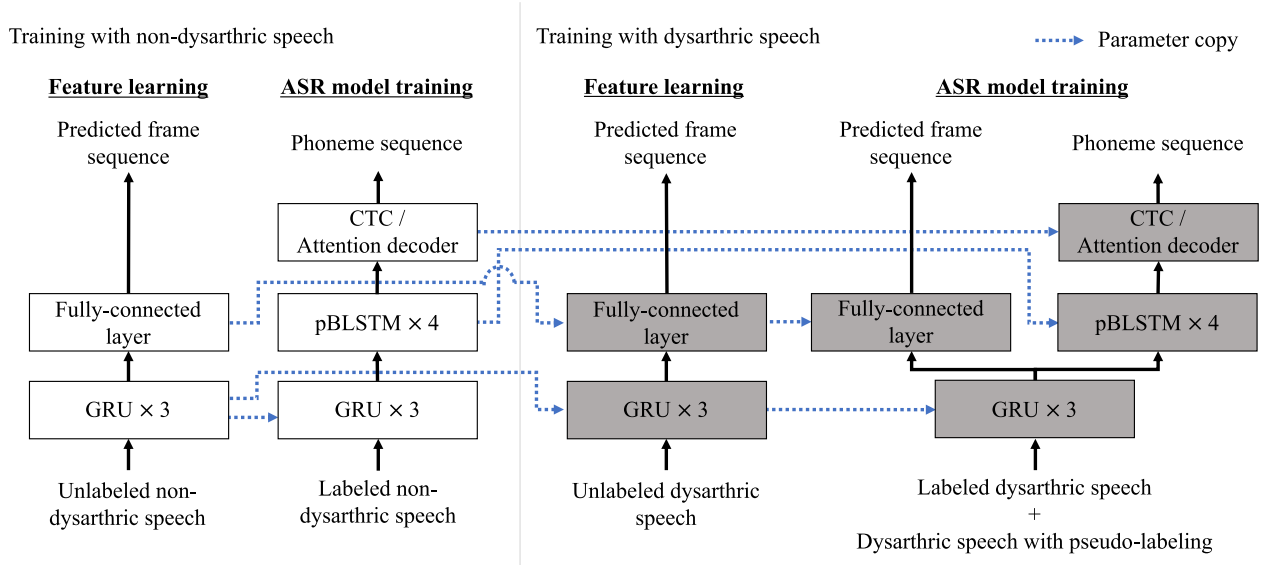 Training with non-dysarthric speech
Feature learning
ASR model training
Predicted frame
sequence
Phoneme sequence
CTC /
Attention decoder
Fully-connected
layer
pBLSTM × 4
GRU × 3
GRU × 3
Unlabeled non-
dysarthric speech
Labeled non-
dysarthric speech
Training with dysarthric speech
Parameter copy
Feature learning
ASR model training
Predicted frame
sequence
Predicted frame
sequence
Phoneme sequence
CTC /
Attention decoder
Fully-connected
layer
Fully-connected
layer
pBLSTM × 4
GRU × 3
GRU × 3
Unlabeled dysarthric
speech
Labeled dysarthric speech
+
Dysarthric speech with pseudo-labeling